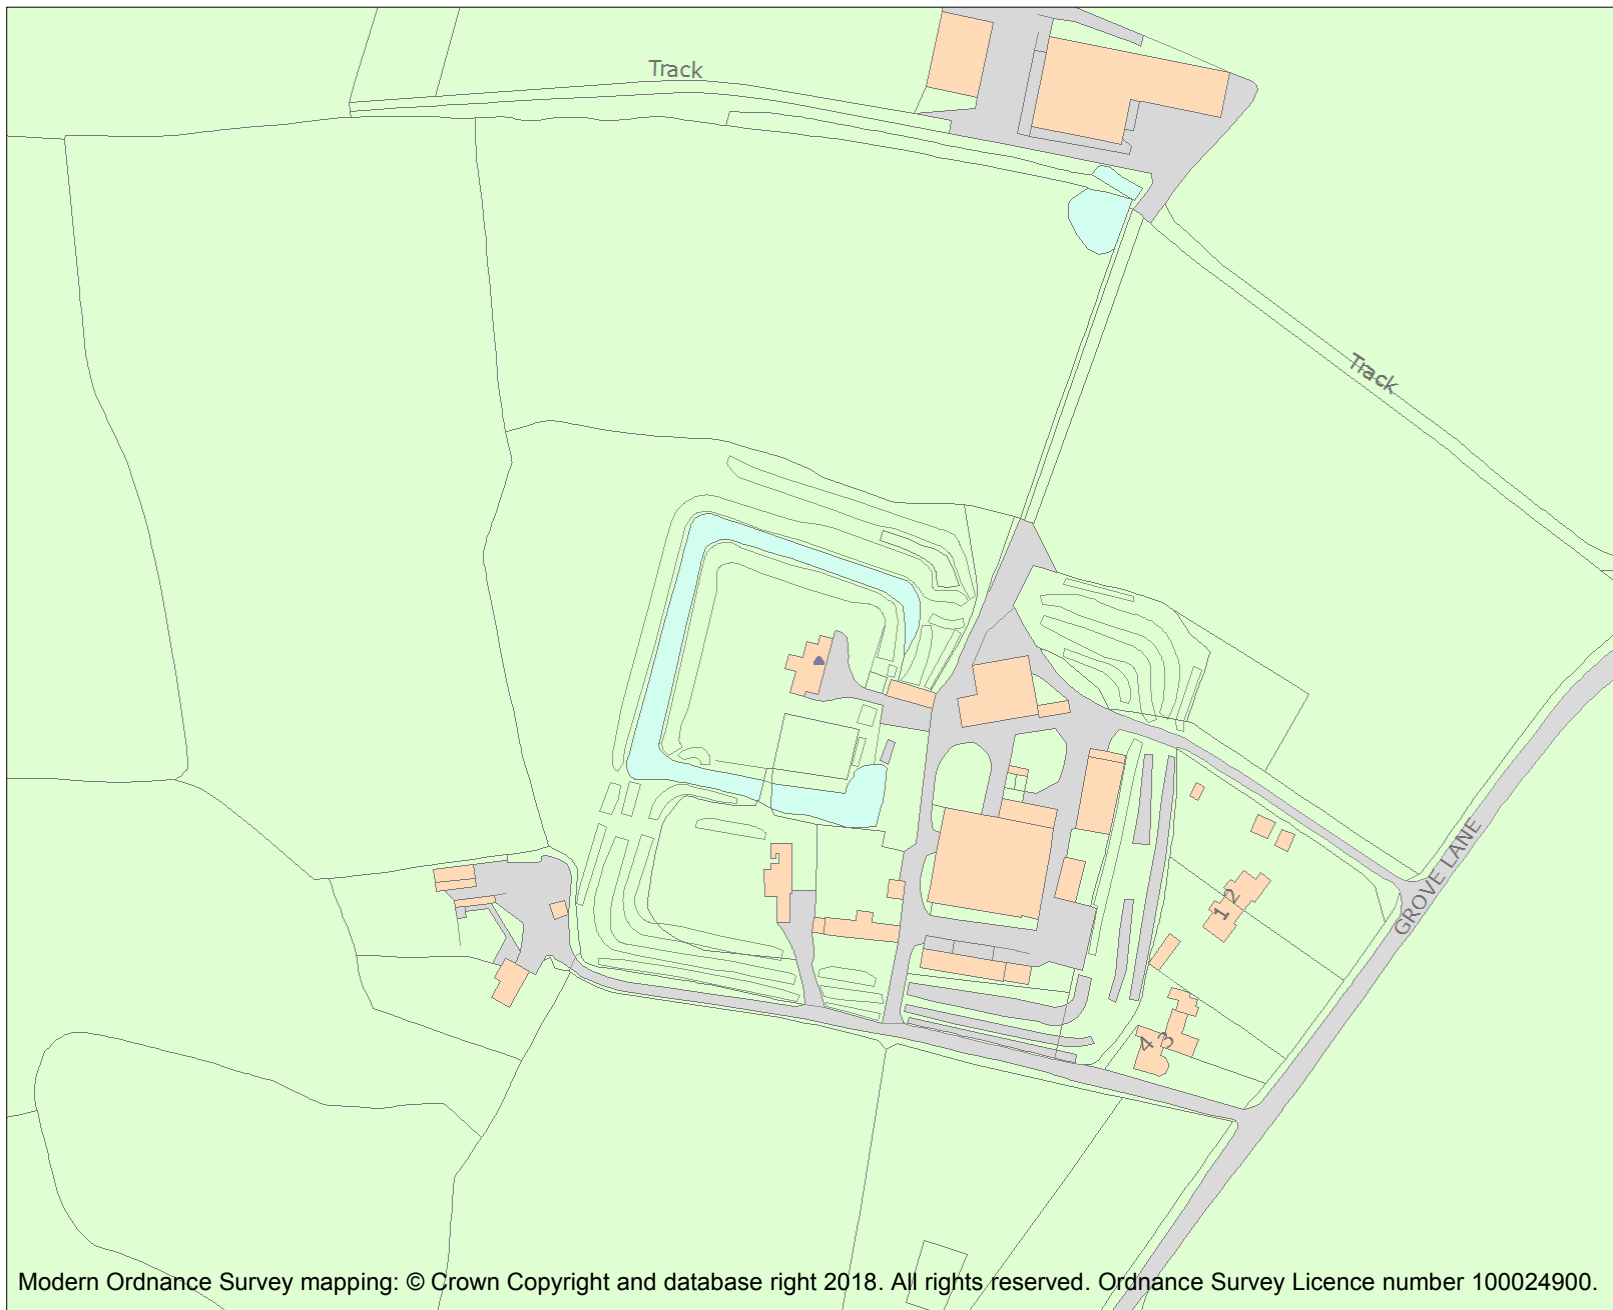 Track
Track
GROVE LANE
1 2
4 3
Modern Ordnance Survey mapping: © Crown Copyright and database right 2018. All rights reserved. Ordnance Survey Licence number 100024900.